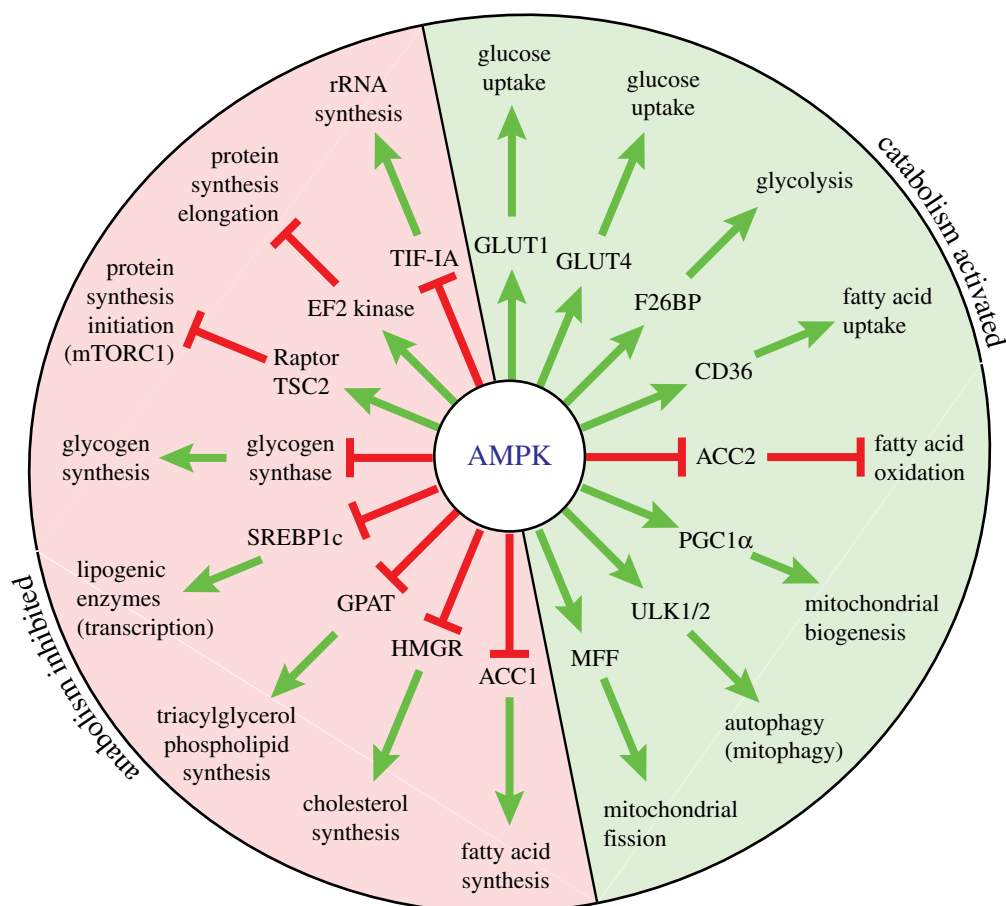 glucose
uptake
glucose
uptake
glycolysis
fatty acid
uptake
fatty acid
oxidation
mitochondrial
biogenesis
autophagy
(mitophagy)
mitochondrial
fission
fatty acid
synthesis
cholesterol
synthesis
triacylglycerol
phospholipid
synthesis
lipogenic
enzymes
(transcription)
glycogen
synthesis
protein
synthesis
initiation
(mTORC1)
protein
synthesis
elongation
rRNA
synthesis
GLUT1
GLUT4
F26BP
CD36
ACC2
PGC1α
ULK1/2
MFF
ACC1
HMGR
GPAT
SREBP1c
glycogen
synthase
Raptor
TSC2
EF2 kinase
TIF-IA
AMPK
catabolism activated
anabolism inhibited